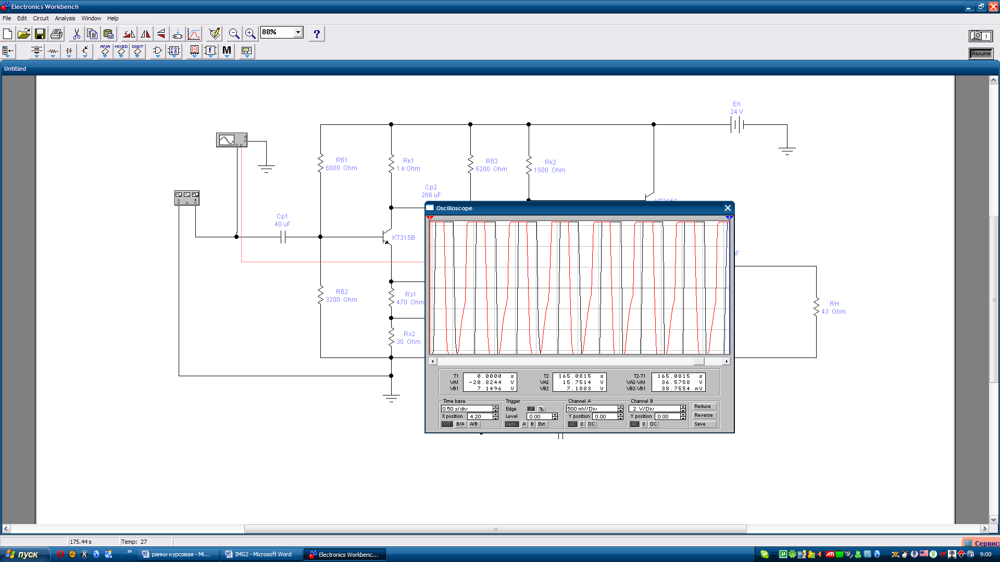 Electronics Workbench
File Edit Circuit Analysis Window Help
80%
?
ANA MIXED DIGIT
M
Resume
Untitled
Eп
24 V
Rб1
6800 Ohm
Rк1
1 k Ohm
Rб3
5200 Ohm
Rk2
1500 Ohm
Cp2
266 uF
Cp1
40 uF
KT315B
Rб2
3200 Ohm
Rэ1
470 Ohm
Rэ2
30 Ohm
RH
43 Ohm
Oscilloscope
T1 0.0000 s
VA1 -20.8244 V
VB1 7.1496 V
T2 165.0815 s
VA2 15.7514 V
VB2 7.1883 V
T2-T1 165.0815 s
VA2-VA1 36.5758 V
VB2-VB1 38.7554 mV
Time base
0.50 s/div
X position 4.20
Y/T B/A A/B
Trigger
Edge
Level 0.00
Auto A B Ext
Channel A
500 mV/Div
Y position 0.00
AC 0 DC
Channel B
2 V/Div
Y position 0.00
AC 0 DC
Reduce
Reverse
Save
175.44 s Temp: 27
Сервис
пуск
рамки курсовая - Mi...
IMG2 - Microsoft Word
Electronics Workbenc...
9:00